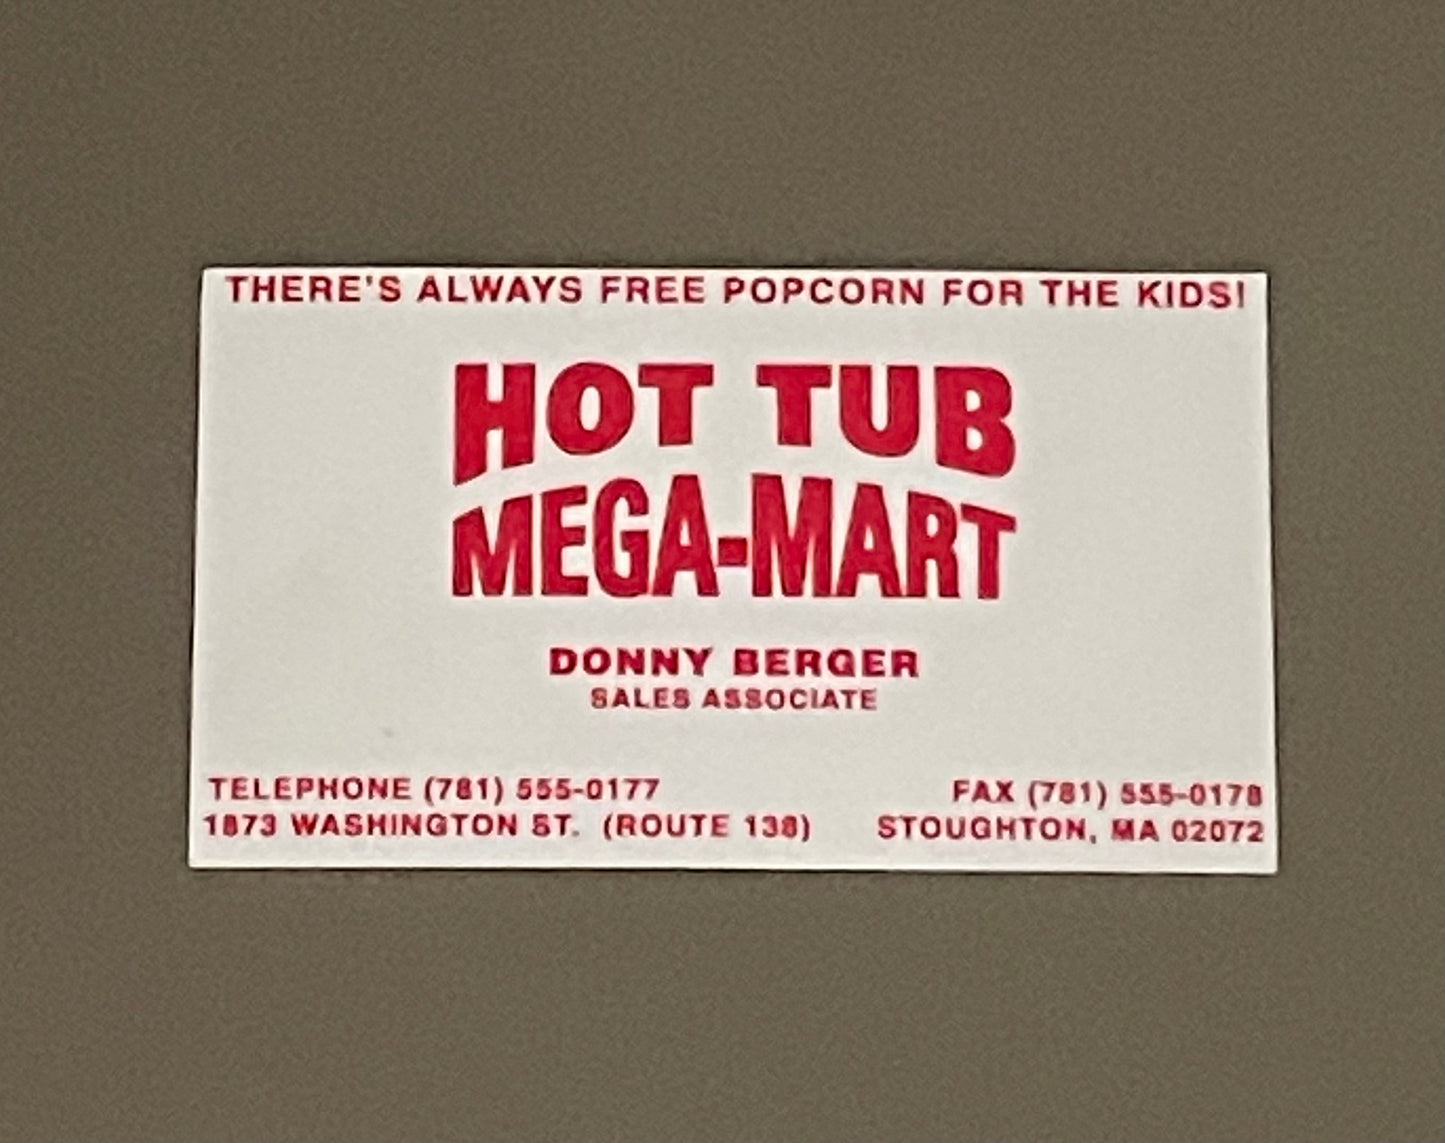 THERE'S ALWAYS FREE POPCORN FOR THE KIDS!
HOT TUB
MEGA-MART
DONNY BERGER
SALES ASSOCIATE
TELEPHONE (781) 555-0177 FAX (781) 555-0178
1873 WASHINGTON ST. (ROUTE 138) STOUGHTON, MA 02072